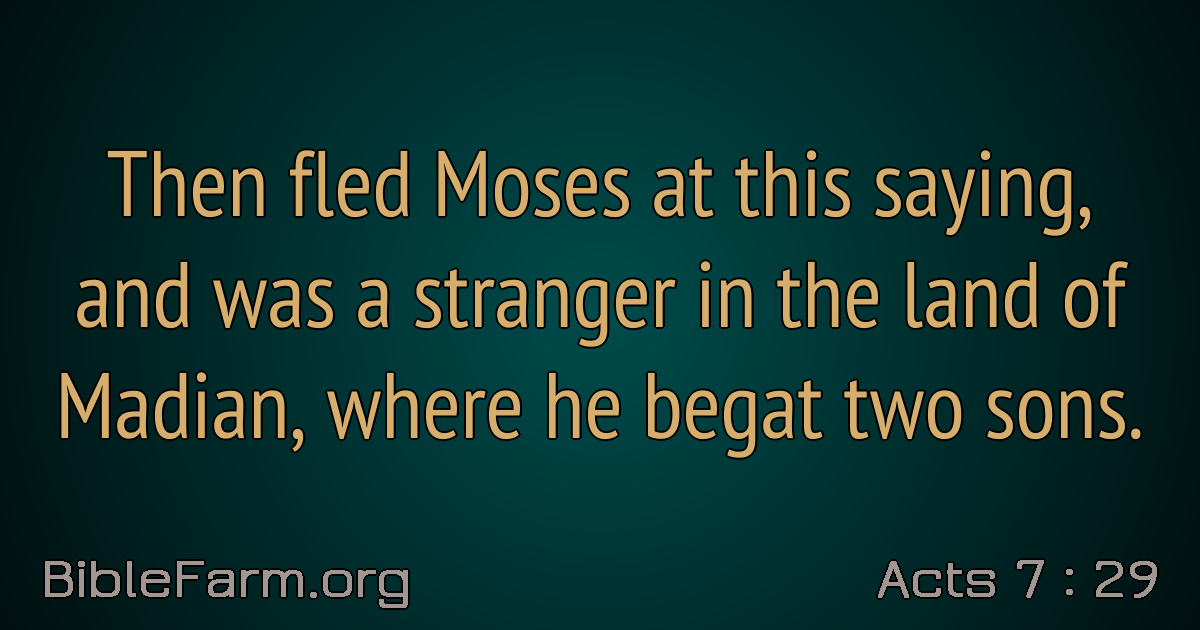 Then fled Moses at this saying,
and was a stranger in the land of
Madian, where he begat two sons.
BibleFarm.org
Acts 7 : 29